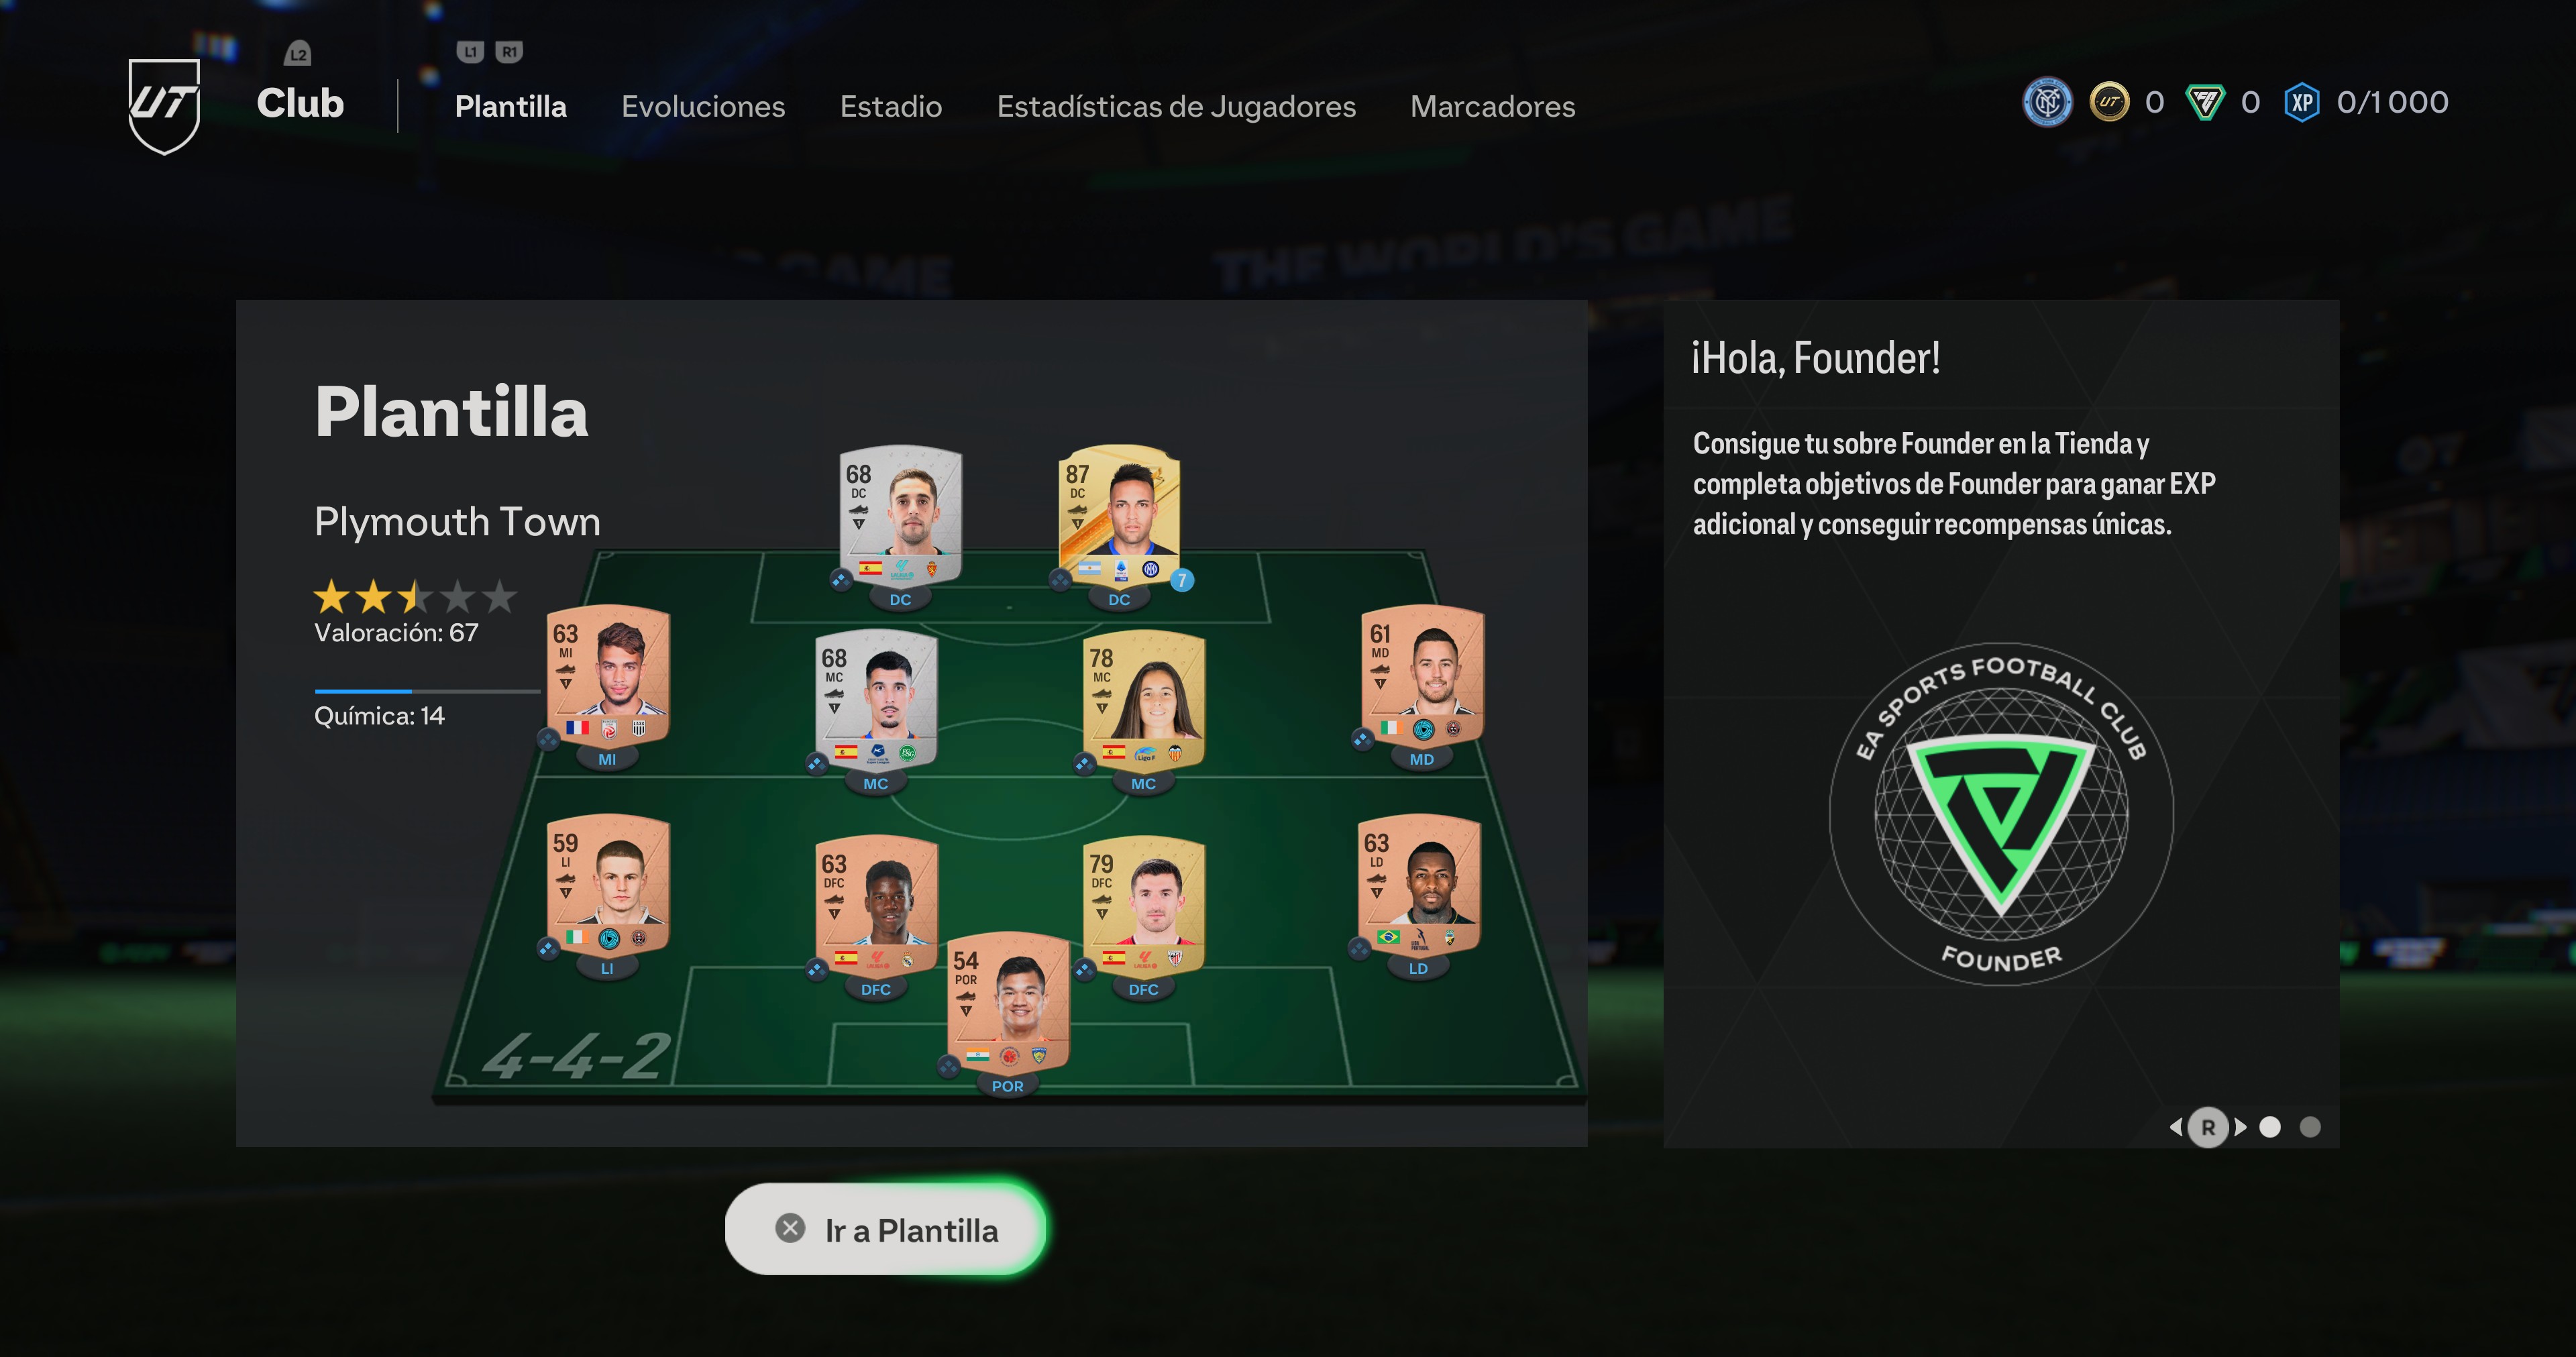 L2
L1 R1
UT
Club
Plantilla
Evoluciones
Estadio
Estadísticas de Jugadores
Marcadores
UT 0
0
XP 0/1 000
GAME
THE WORLD'S GAME
Plantilla
Plymouth Town
Valoración: 67
Química: 14
68
DC
DC
87
DC
7
DC
63
MI
MI
68
MC
MC
78
MC
Liga F
MC
61
MD
MD
59
LI
LI
63
DFC
DFC
79
DFC
DFC
63
LD
LD
54
POR
POR
4-4-2
¡Hola, Founder!
Consigue tu sobre Founder en la Tienda y
completa objetivos de Founder para ganar EXP
adicional y conseguir recompensas únicas.
EA SPORTS FOOTBALL CLUB
FOUNDER
R
Ir a Plantilla